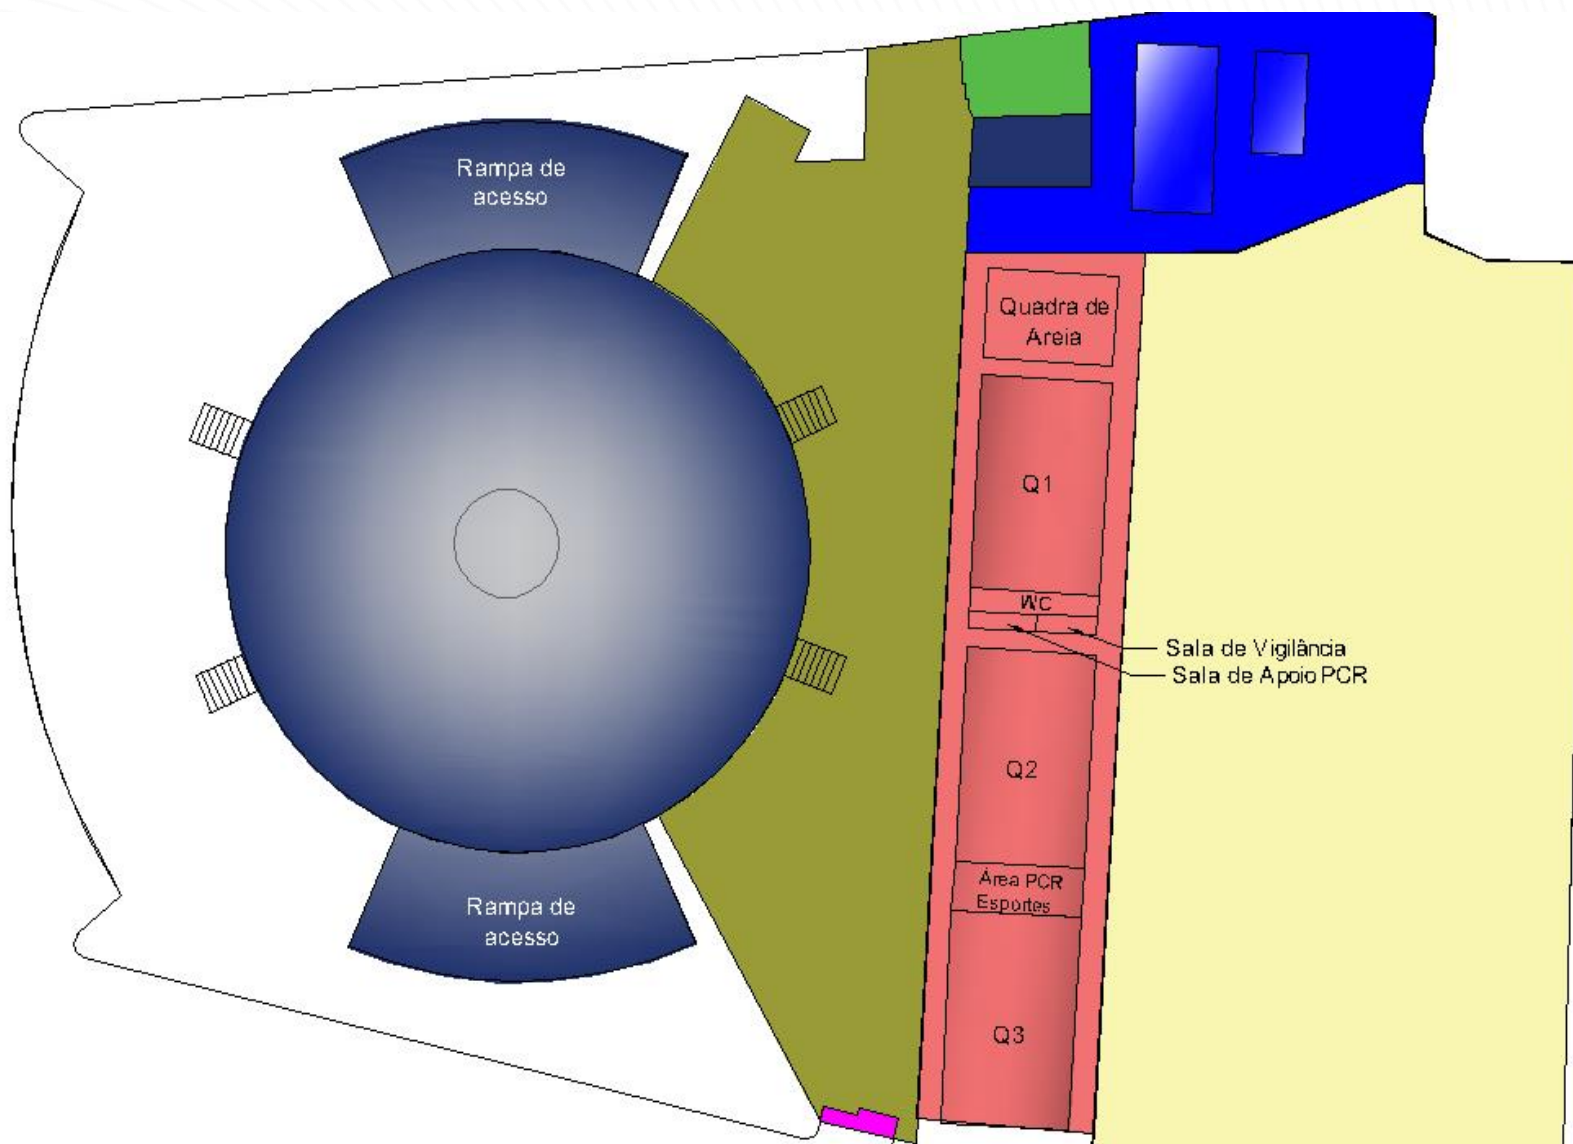 Rampa de
acesso
Quadra de
Areia
Q1
WC
Sala de Vigilância
Sala de Apoio PCR
Q2
Área PCR
Esportes
Rampa de
acesso
Q3